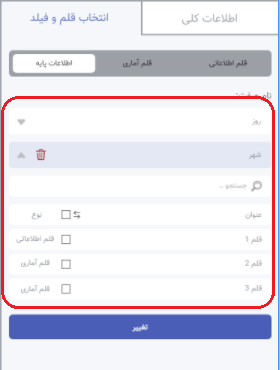 اطلاعات کلی
انتخاب قلم و فیلد
قلم اطلاعاتی
قلم آماری
اطلاعات پایه
روز
شهر
جستجو ...
عنوان
نوع
قلم 1
قلم اطلاعاتی
قلم 2
قلم آماری
قلم 3
قلم آماری
تغییر